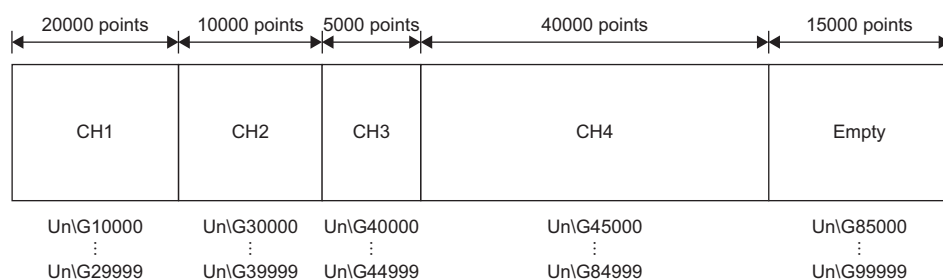 20000 points 10000 points 5000 points 40000 points 15000 points
CH1 CH2 CH3 CH4 Empty
Un\G10000 Un\G30000 Un\G40000 Un\G45000 Un\G85000
⋮ ⋮ ⋮ ⋮ ⋮
Un\G29999 Un\G39999 Un\G44999 Un\G84999 Un\G99999